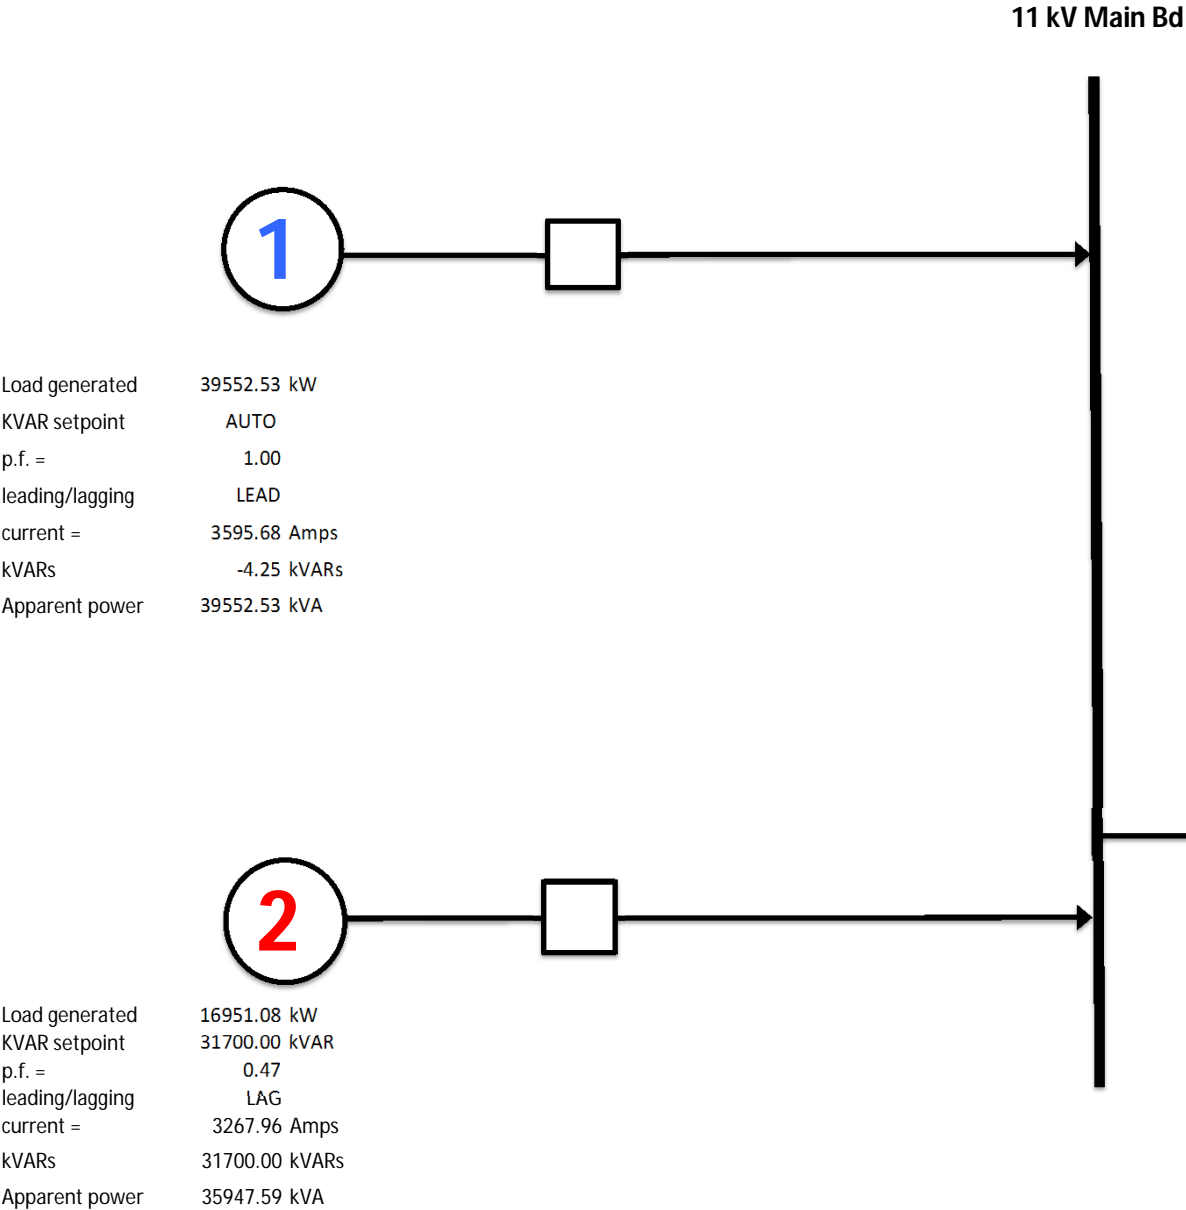 11 kV Main Bd
1
Load generated 39552.53 kW
KVAR setpoint AUTO
p.f. = 1.00
leading/lagging LEAD
current = 3595.68 Amps
kVARs -4.25 kVARs
Apparent power 39552.53 kVA
2
Load generated 16951.08 kW
KVAR setpoint 31700.00 kVAR
p.f. = 0.47
leading/lagging LAG
current = 3267.96 Amps
kVARs 31700.00 kVARs
Apparent power 35947.59 kVA